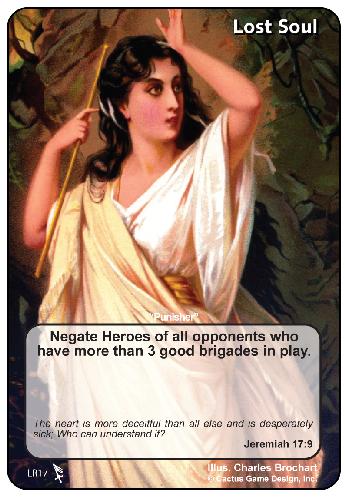 Lost Soul
"Punisher"
Negate Heroes of all opponents who
have more than 3 good brigades in play.
The heart is more deceitful than all else and is desperately
sick; Who can understand it?
Jeremiah 17:9
Illus. Charles Brochart
© Cactus Game Design, Inc.